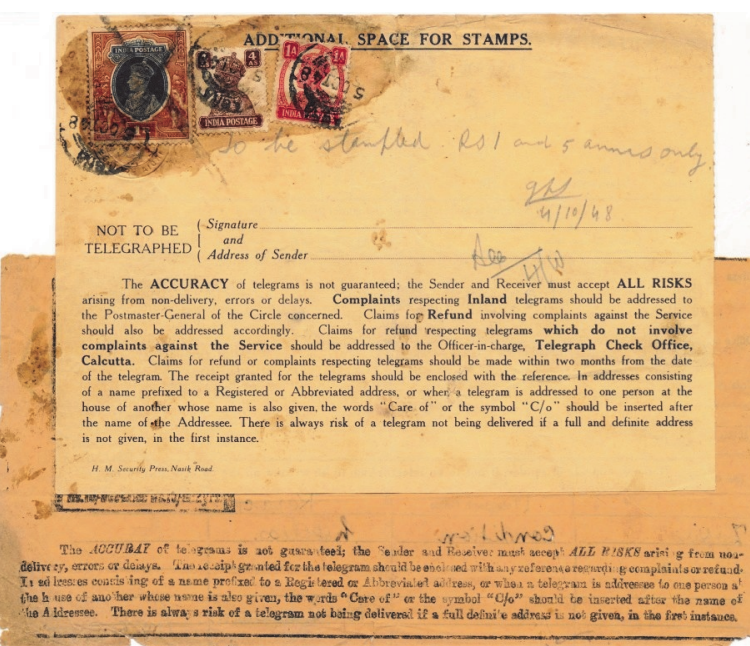 ADDITIONAL SPACE FOR STAMPS.
INDIA POSTAGE
4
AS
INDIA POSTAGE
1A
1A
INDIA
5 OCT 48
To be stamped RS 1 and 5 annas only.
4/10/48
NOT TO BE
TELEGRAPHED
Signature
and
Address of Sender
The ACCURACY of telegrams is not guaranteed; the Sender and Receiver must accept ALL RISKS
arising from non-delivery, errors or delays. Complaints respecting Inland telegrams should be addressed to
the Postmaster-General of the Circle concerned. Claims for Refund involving complaints against the Service
should also be addressed accordingly. Claims for refund respecting telegrams which do not involve
complaints against the Service should be addressed to the Officer-in-charge, Telegraph Check Office,
Calcutta. Claims for refund or complaints respecting telegrams should be made within two months from the date
of the telegram. The receipt granted for the telegrams should be enclosed with the reference. In addresses consisting
of a name prefixed to a Registered or Abbreviated address, or when a telegram is addressed to one person at the
house of another whose name is also given, the words "Care of" or the symbol "C/o" should be inserted after
the name of the Addressee. There is always risk of a telegram not being delivered if a full and definite address
is not given, in the first instance.
H. M. Security Press, Nasik Road.
The ACCURAY of telegrams is not guaranteed; the Sender and Receiver must accept ALL RISKS arising from non-
delivery, errors or delays. The receipt granted for the telegram should be enclosed with any reference regarding complaints or refund.
In addresses consisting of a name prefixed to a Registered or Abbreviated address, or when a telegram is addressee to one person at
the house of another whose name is also given, the words "Care of" or the symbol "C/o" should be inserted after the name of
the Addressee. There is always risk of a telegram not being delivered if a full definite address is not given, in the first instance.